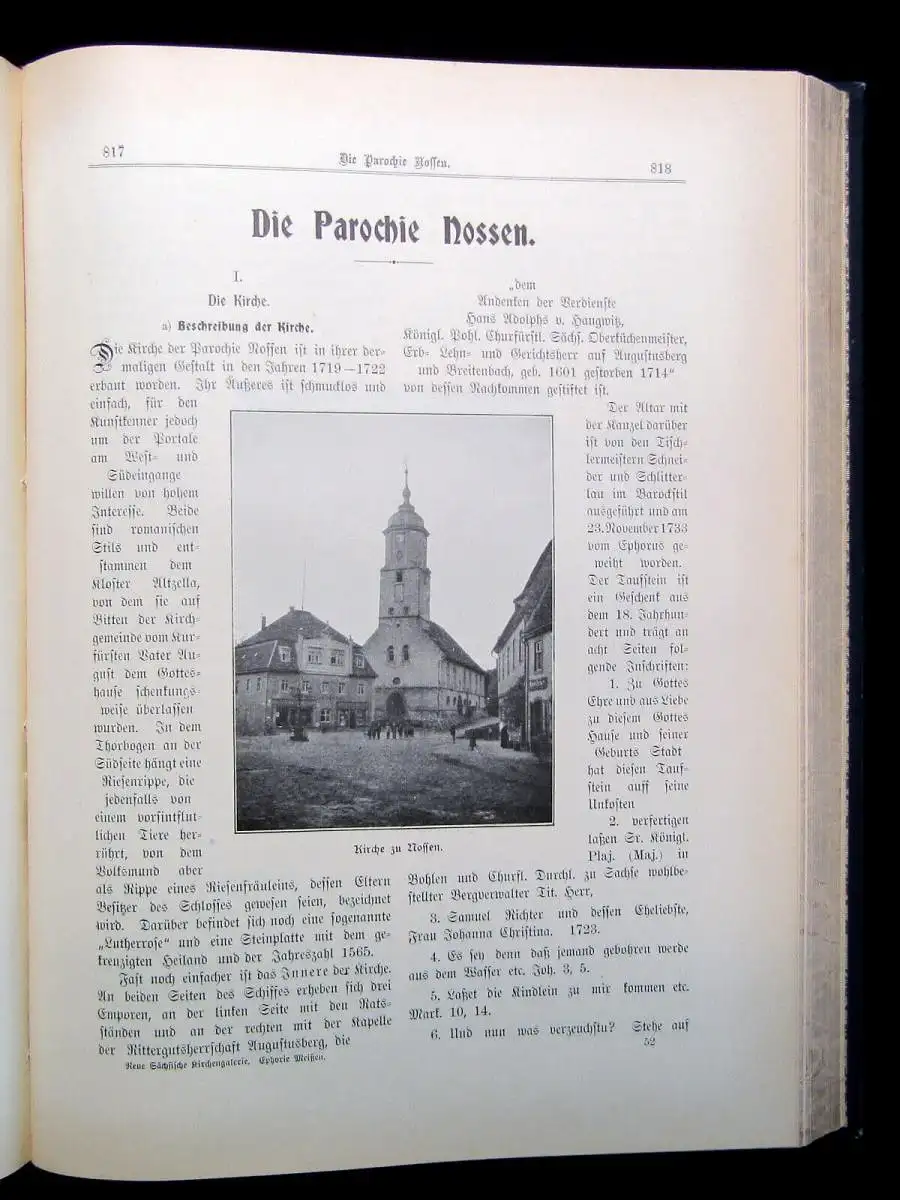 817
Die Parochie Nossen.
818
Die Parochie Nossen.
I.
Die Kirche.
a) Beschreibung der Kirche.
Die Kirche der Parochie Nossen ist in ihrer der-
maligen Gestalt in den Jahren 1719—1722
erbaut worden. Ihr Äußeres ist schmucklos und
einfach, für den
Kunstkenner jedoch
um der Portale
am West- und
Südeingange
willen von hohem
Interesse. Beide
sind romanischen
Stils und ent-
stammen dem
Kloster Altzella,
von dem sie auf
Bitten der Kirch-
gemeinde vom Kur-
fürsten Vater Au-
gust dem Gottes-
hause schenkungs-
weise überlassen
wurden. In dem
Thorbogen an der
Südseite hängt eine
Riesenrippe, die
jedenfalls von
einem vorsintflut-
lichen Tiere her-
rührt, von dem
Volksmund aber
als Rippe eines Riesenfräuleins, dessen Eltern
Besitzer des Schlosses gewesen seien, bezeichnet
wird. Darüber befindet sich noch eine sogenannte
„Lutherrose“ und eine Steinplatte mit dem ge-
kreuzigten Heiland und der Jahreszahl 1565.
Fast noch einfacher ist das Innere der Kirche.
An beiden Seiten des Schiffes erheben sich drei
Emporen, an der linken Seite mit den Rats-
ständen und an der rechten mit der Kapelle
der Rittergutsherrschaft Augustusberg, die
Neue Sächsische Kirchengalerie. Ephorie Meißen.
„dem
Andenken der Verdienste
Hans Adolphs v. Haugwitz,
Königl. Pohl. Churfürstl. Sächs. Oberküchenmeister,
Erb- Lehn- und Gerichtsherr auf Augustusberg
und Breitenbach, geb. 1601 gestorben 1714“
von dessen Nachkommen gestiftet ist.
Der Altar mit
der Kanzel darüber
ist von den Tisch-
lermeistern Schnei-
der und Schlitter-
lau im Barockstil
ausgeführt und am
23. November 1733
vom Ephorus ge-
weiht worden.
Der Taufstein ist
ein Geschenk aus
dem 18. Jahrhun-
dert und trägt an
acht Seiten fol-
gende Inschriften:
1. Zu Gottes
Ehre und aus Liebe
zu diesem Gottes
Hause und seiner
Geburts Stadt
hat diesen Tauf-
stein auff seine
Unkosten
2. verfertigen
laßen Sr. Königl.
Plaj. (Maj.) in
Bohlen und Churfl. Durchl. zu Sachse wohlbe-
stellter Bergverwalter Tit. Herr,
3. Samuel Richter und dessen Eheliebste,
Frau Johanna Christina. 1723.
4. Es sey denn daß jemand gebohren werde
aus dem Wasser etc. Joh. 3, 5.
5. Laßet die Kindlein zu mir kommen etc.
Mark. 10, 14.
6. Und nun was verzeuchstu? Stehe auf
52
Kirche zu Nossen.